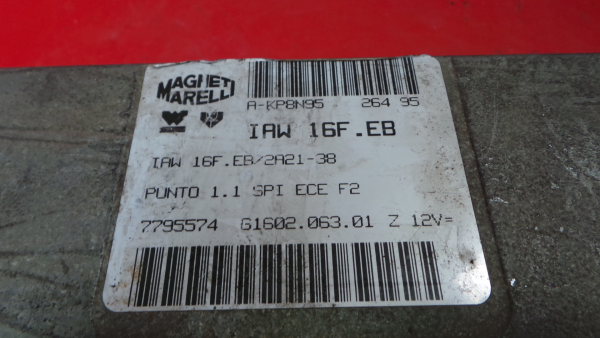 MAGNETI
MARELLI
A-KP8N95 264 95
IAW 16F.EB
IAW 16F.EB/2A21-38
PUNTO 1.1 SPI ECE F2
7795574 G1602.063.01 Z 12V=